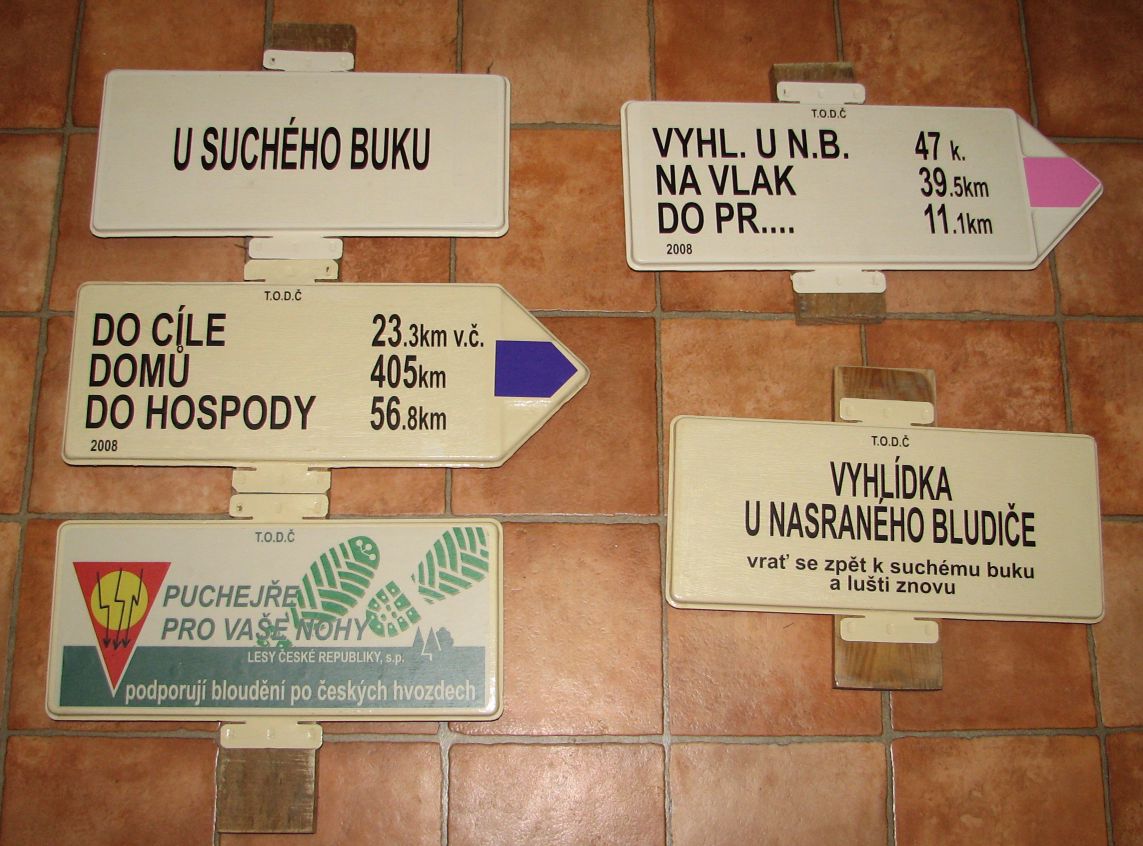 U SUCHÉHO BUKU
T.O.D.Č
DO CÍLE 23.3km v.č.
DOMŮ 405km
DO HOSPODY 56.8km
2008
T.O.D.Č
PUCHEJŘE
PRO VAŠE NOHY
LESY ČESKÉ REPUBLIKY, s.p.
podporují bloudění po českých hvozdech
T.O.D.Č
VYHL. U N.B. 47 k.
NA VLAK 39.5km
DO PR.... 11.1km
2008
T.O.D.Č
VYHLÍDKA
U NASRANÉHO BLUDIČE
vrať se zpět k suchému buku
a lušti znovu